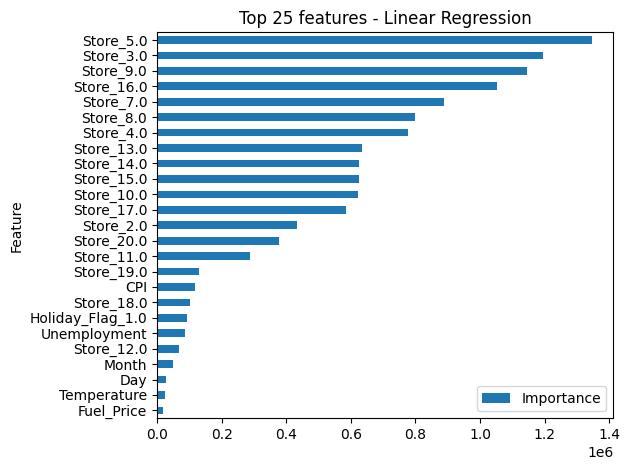 Top 25 features - Linear Regression
Store_5.0
Store_3.0
Store_9.0
Store_16.0
Store_7.0
Store_8.0
Store_4.0
Store_13.0
Store_14.0
Store_15.0
Store_10.0
Store_17.0
Store_2.0
Store_20.0
Store_11.0
Store_19.0
CPI
Store_18.0
Holiday_Flag_1.0
Unemployment
Store_12.0
Month
Day
Temperature
Fuel_Price
Feature
Importance
0.0 0.2 0.4 0.6 0.8 1.0 1.2 1.4
1e6